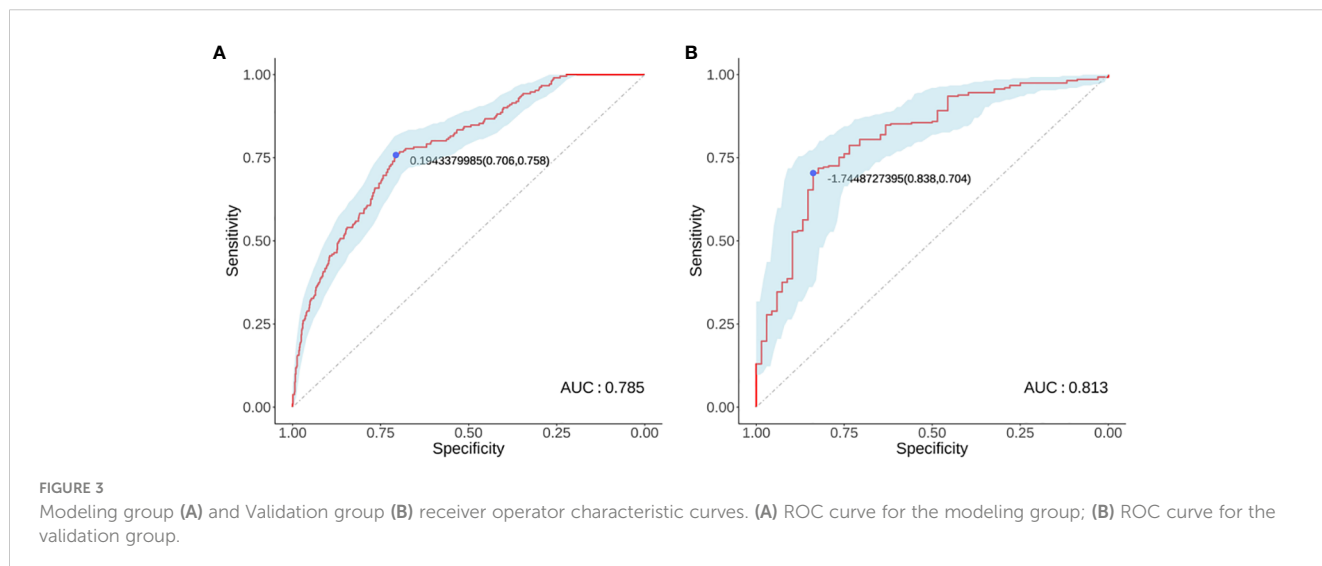 A
1.00
0.75
0.50
0.25
0.00
Sensitivity
0.1943379985(0.706,0.758)
AUC : 0.785
1.00 0.75 0.50 0.25 0.00
Specificity
B
1.00
0.75
0.50
0.25
0.00
Sensitivity
-1.7448727395(0.838,0.704)
AUC : 0.813
1.00 0.75 0.50 0.25 0.00
Specificity
FIGURE 3
Modeling group (A) and Validation group (B) receiver operator characteristic curves. (A) ROC curve for the modeling group; (B) ROC curve for the
validation group.